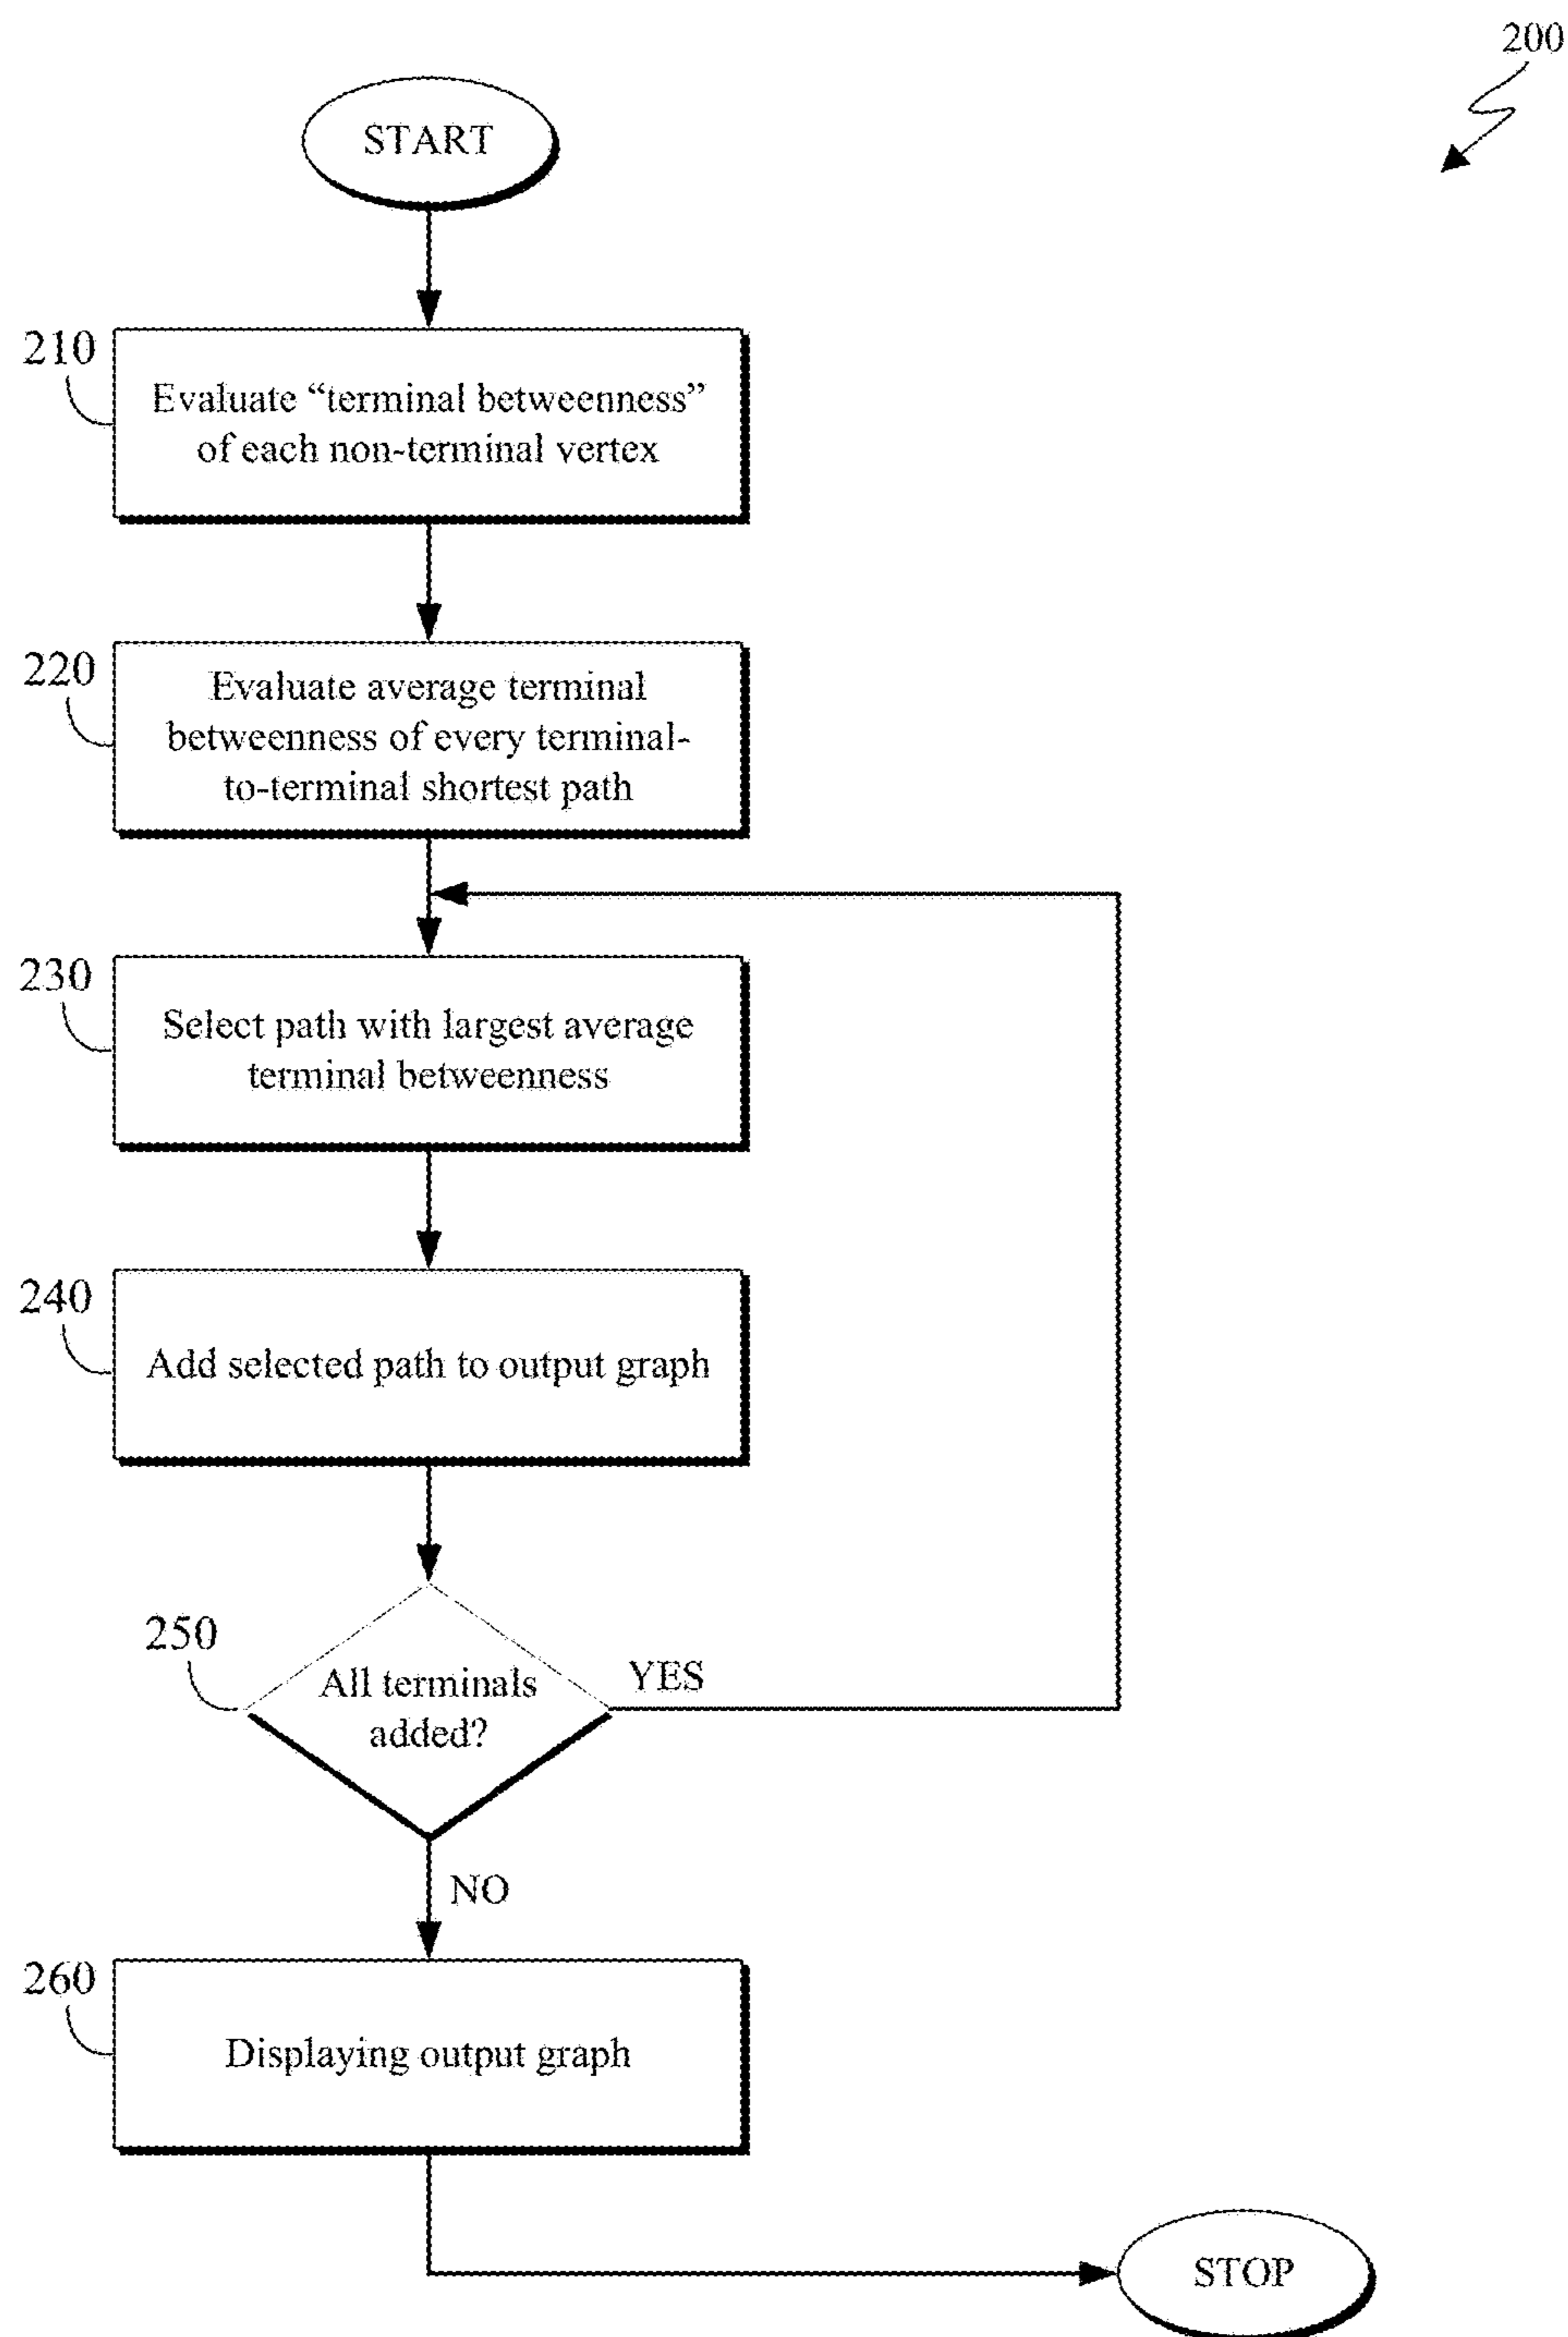 200
START
210
Evaluate “terminal betweenness”
of each non-terminal vertex
220
Evaluate average terminal
betweenness of every terminal-
to-terminal shortest path
230
Select path with largest average
terminal betweenness
240
Add selected path to output graph
250
All terminals
added?
YES
NO
260
Displaying output graph
STOP